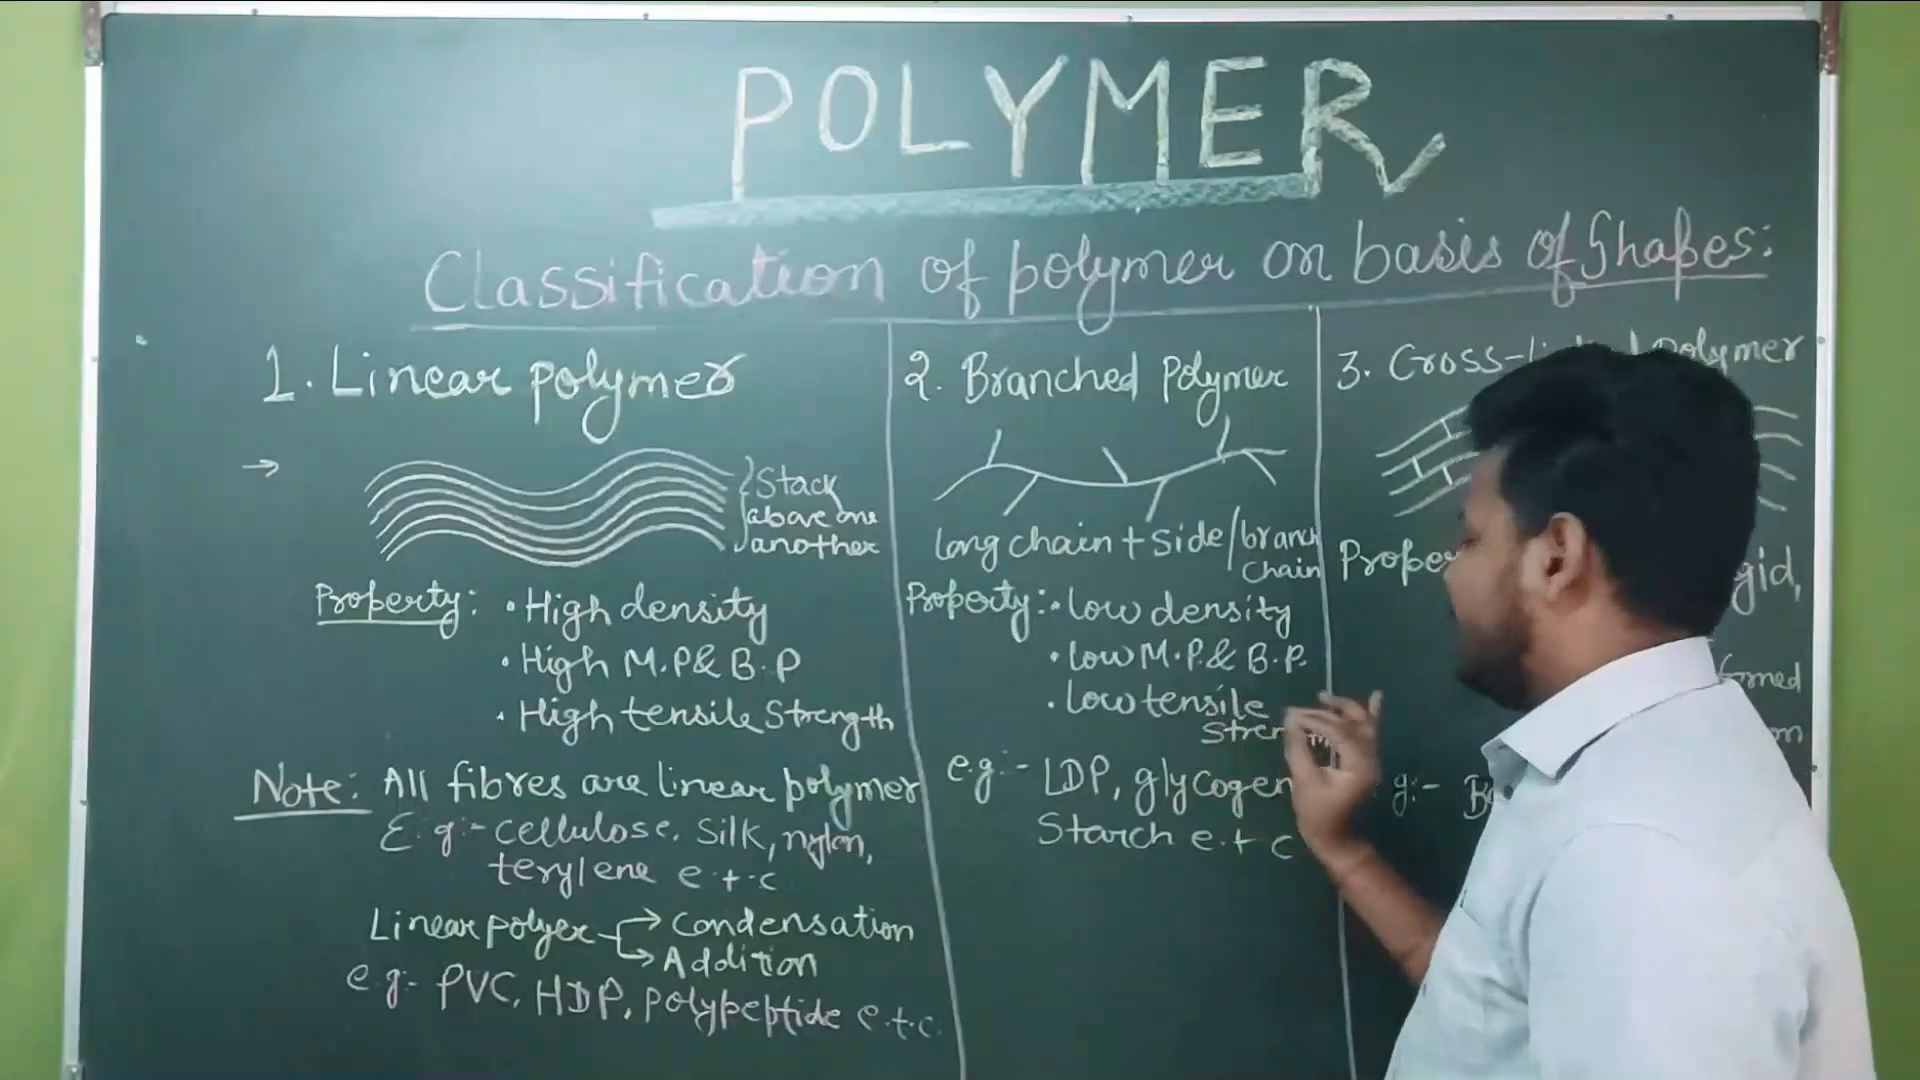 POLYMER
Classification of polymer on basis of Shapes:
1. Linear polymer
→
Stack
above one
another
Property: • High density
• High M.P & B.P
• High tensile Strength
Note: All fibres are linear polymer
E.g:- cellulose. Silk, nylon,
terylene e.t.c
Linear polyer → Condensation
→ Addition
e.g:- PVC, HDP, polypeptide e.t.c.
2. Branched Polymer
long chain + side / branch
chain
Property: • low density
• low M.P. & B.P.
• low tensile
e.g:- LDP, glycogen
Starch e.t c
3. Polymer
g:-